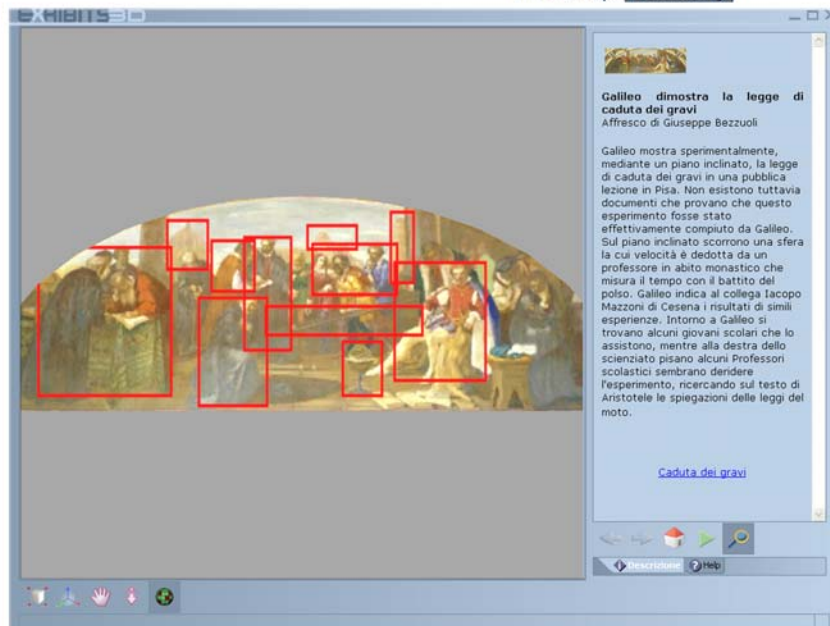 EXHIBITS3D
Galileo dimostra la legge di
caduta dei gravi
Affresco di Giuseppe Bezzuoli
Galileo mostra sperimentalmente,
mediante un piano inclinato, la legge
di caduta dei gravi in una pubblica
lezione in Pisa. Non esistono tuttavia
documenti che provano che questo
esperimento fosse stato
effettivamente compiuto da Galileo.
Sul piano inclinato scorrono una sfera
la cui velocità è dedotta da un
professore in abito monastico che
misura il tempo con il battito del
polso. Galileo indica al collega Iacopo
Mazzoni di Cesena i risultati di simili
esperienze. Intorno a Galileo si
trovano alcuni giovani scolari che lo
assistono, mentre alla destra dello
scienziato pisano alcuni Professori
scolastici sembrano deridere
l'esperimento, ricercando sul testo di
Aristotele le spiegazioni delle leggi del
moto.
Caduta dei gravi
Descrizione Help